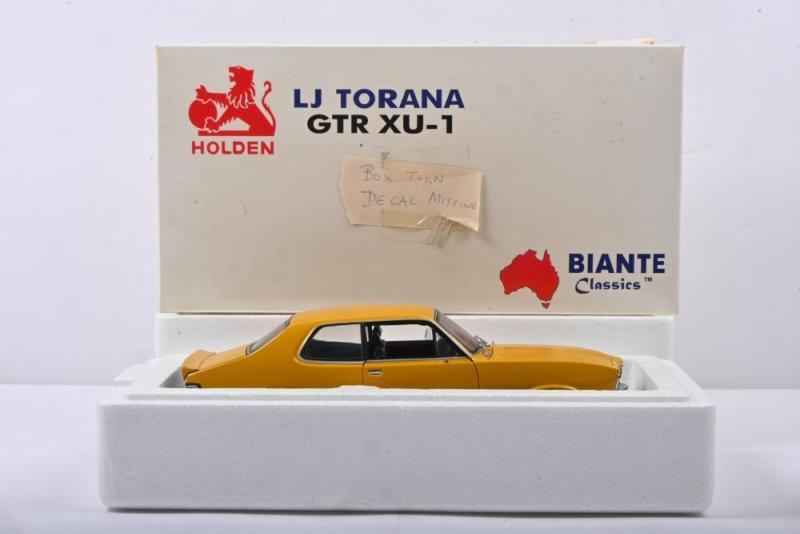 LJ TORANA
GTR XU-1
HOLDEN
BOX TORN
DECAL MISSING
BIANTE
Classics™